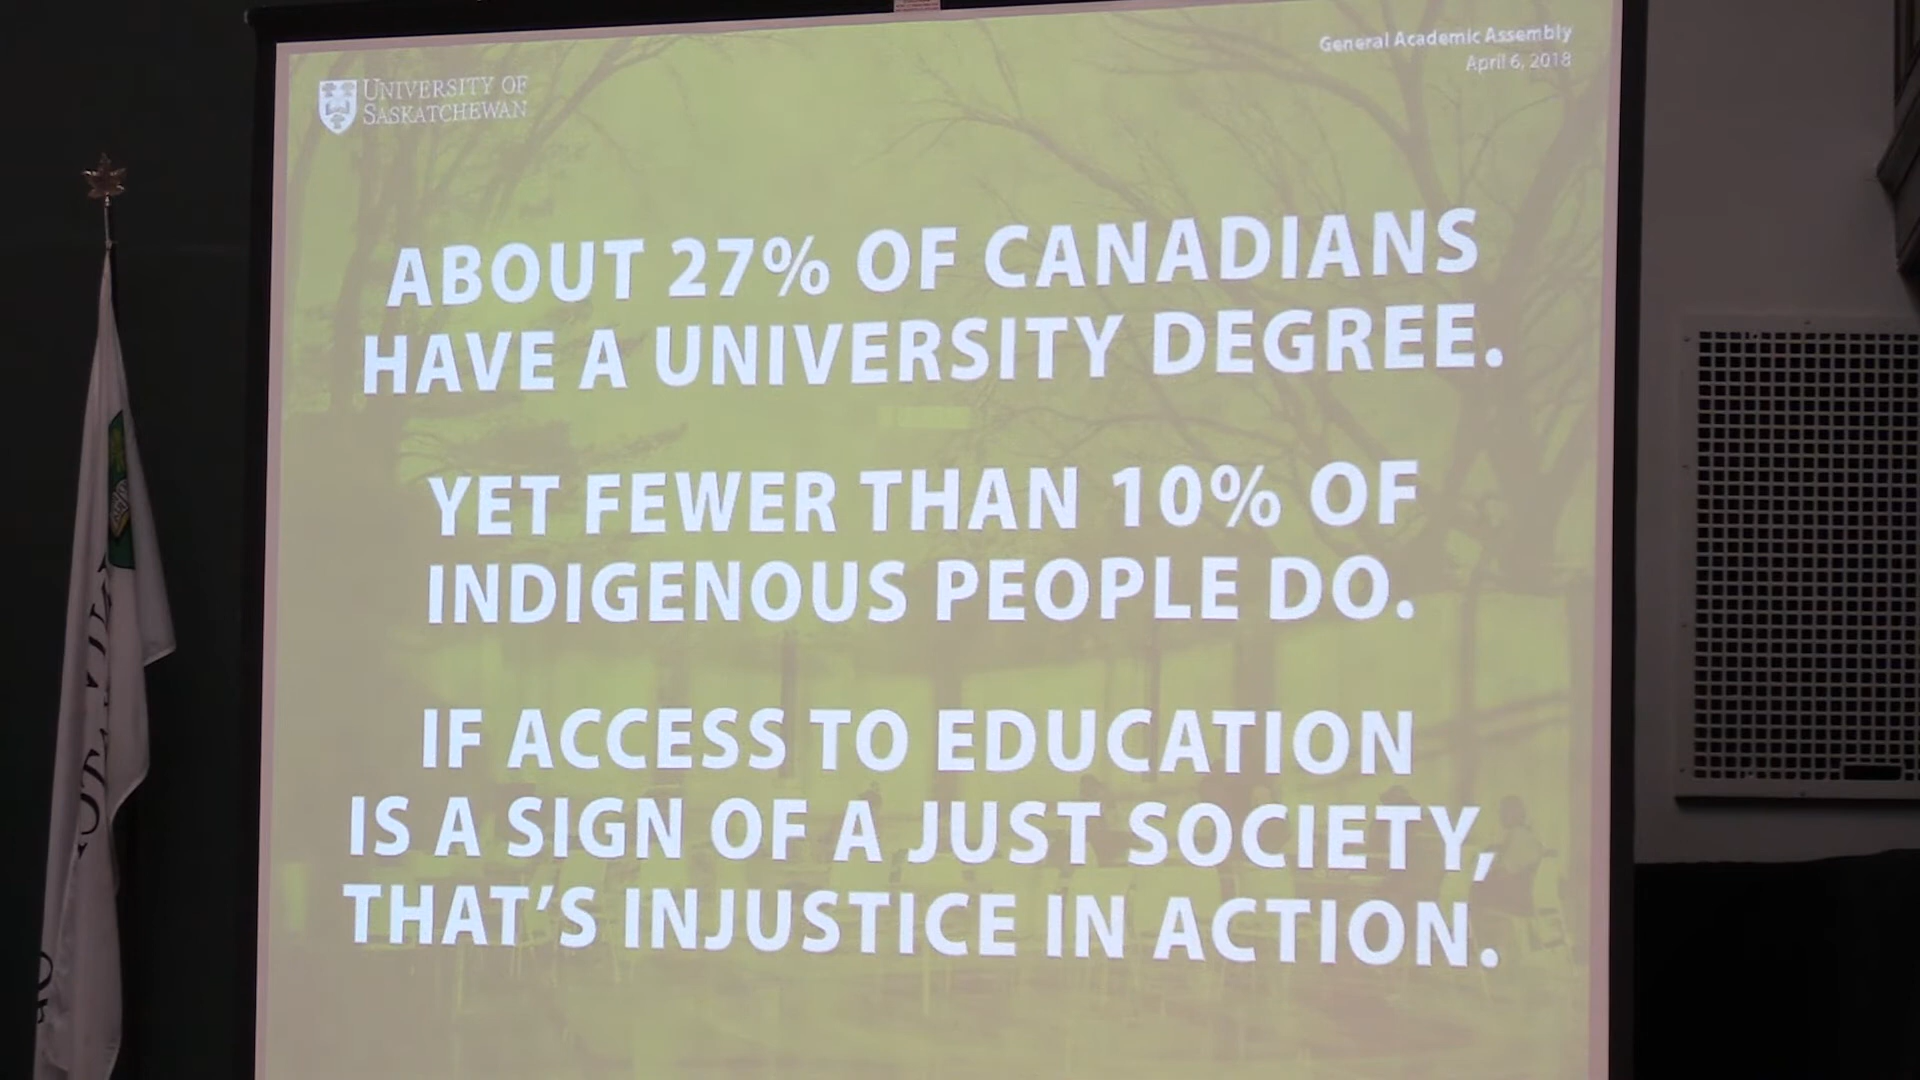 UNIVERSITY OF
SASKATCHEWAN
General Academic Assembly
April 6, 2018
ABOUT 27% OF CANADIANS
HAVE A UNIVERSITY DEGREE.
YET FEWER THAN 10% OF
INDIGENOUS PEOPLE DO.
IF ACCESS TO EDUCATION
IS A SIGN OF A JUST SOCIETY,
THAT'S INJUSTICE IN ACTION.